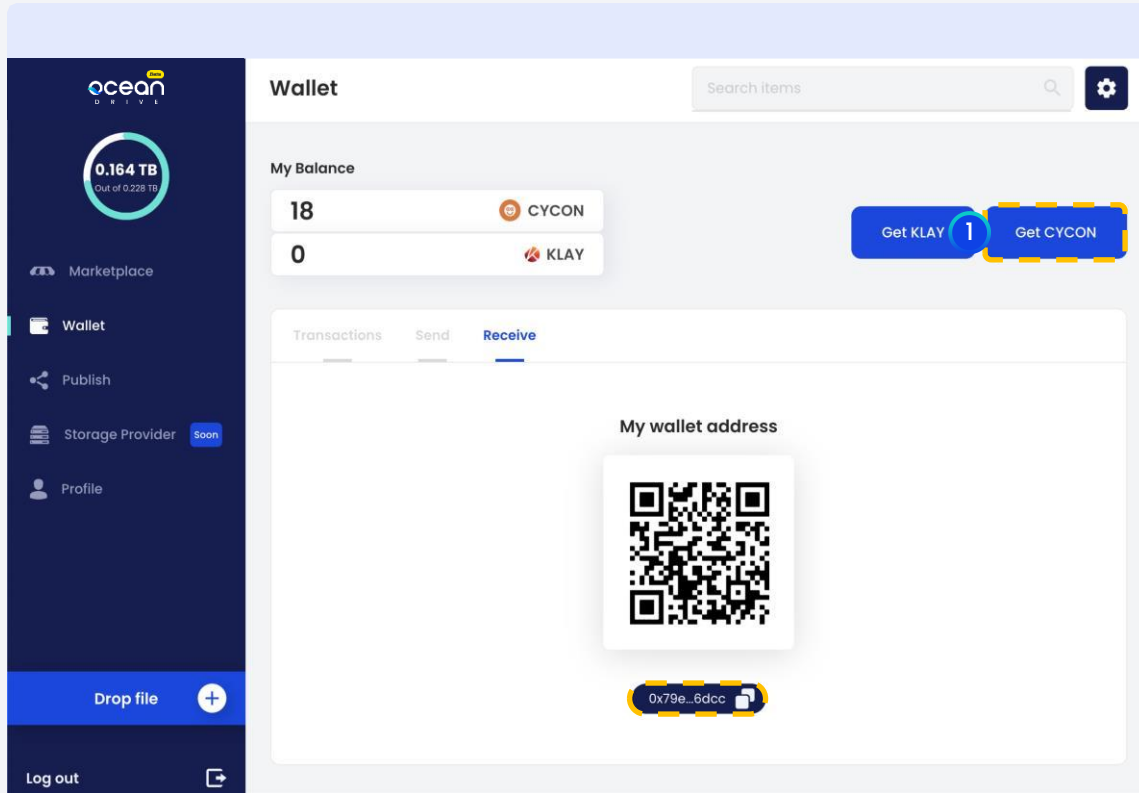 Beta
ocean
DRIVE
Wallet
Search items
0.164 TB
Out of 0.228 TB
My Balance
18 CYCON
0 KLAY
Get KLAY
1
Get CYCON
Marketplace
Wallet
Publish
Storage Provider Soon
Profile
Transactions Send Receive
My wallet address
0x79e...6dcc
Drop file
Log out